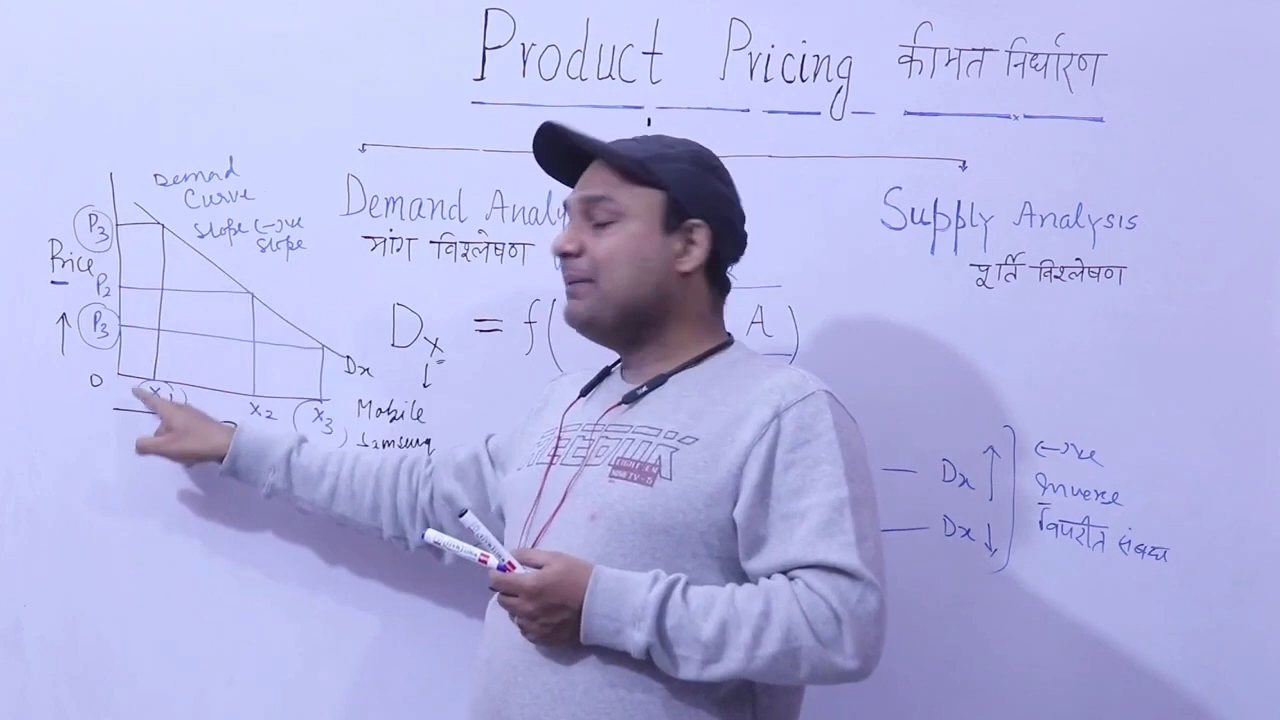 Product Pricing कीमत निर्धारण
Demand Analy
मांग विश्लेषण
Supply Analysis
पूर्ति विश्लेषण
Demand
Curve
slope (-)ve
slope
P3
Price
P2
P3
O
X1
X2
X3
Dx
Mobile
Samsung
Dx = f(
A)
Dx ↑
Dx ↓
(-)ve
Inverse
विपरीत संबंध